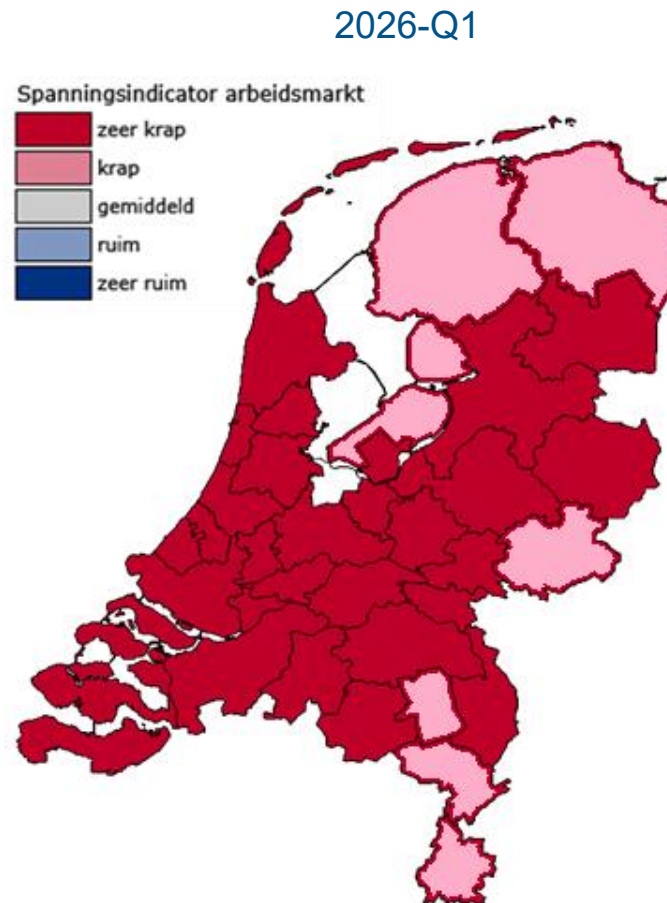 2026-Q1
Spanningsindicator arbeidsmarkt
zeer krap
krap
gemiddeld
ruim
zeer ruim